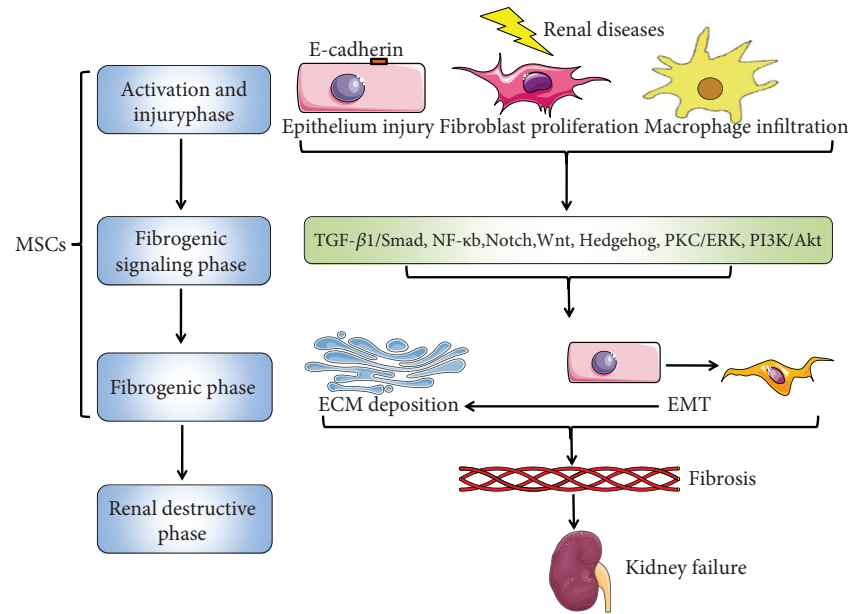 Renal diseases
E-cadherin
Activation and
injuryphase
Epithelium injury
Fibroblast proliferation
Macrophage infiltration
MSCs
Fibrogenic
signaling phase
TGF-β1/Smad, NF-κb,Notch,Wnt, Hedgehog, PKC/ERK, PI3K/Akt
Fibrogenic phase
ECM deposition
EMT
Renal destructive
phase
Fibrosis
Kidney failure